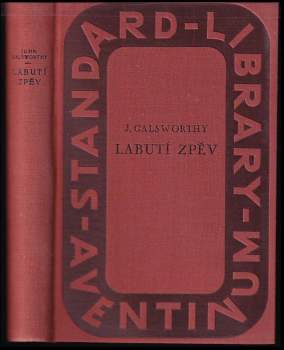 JOHN
GALSWORTHY
LABUTÍ
ZPĚV
STANDARD-LIBRARY-AVENTINUM-
J. GALSWORTHY
LABUTÍ ZPĚV